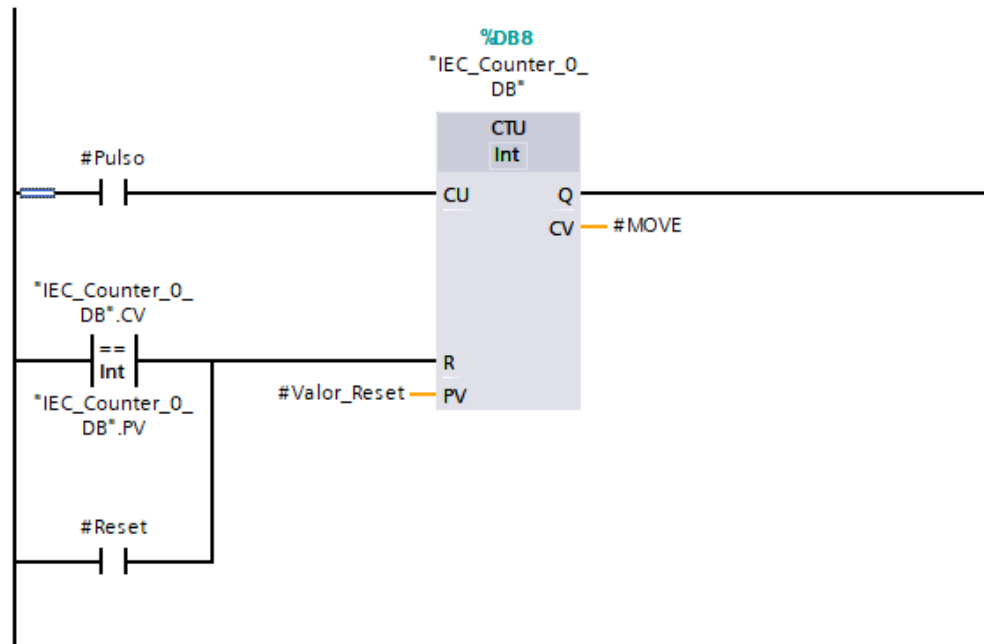 %DB8
"IEC_Counter_0_
DB"
CTU
Int
#Pulso
CU
Q
CV
#MOVE
"IEC_Counter_0_
DB".CV
==
Int
"IEC_Counter_0_
DB".PV
R
#Valor_Reset
PV
#Reset